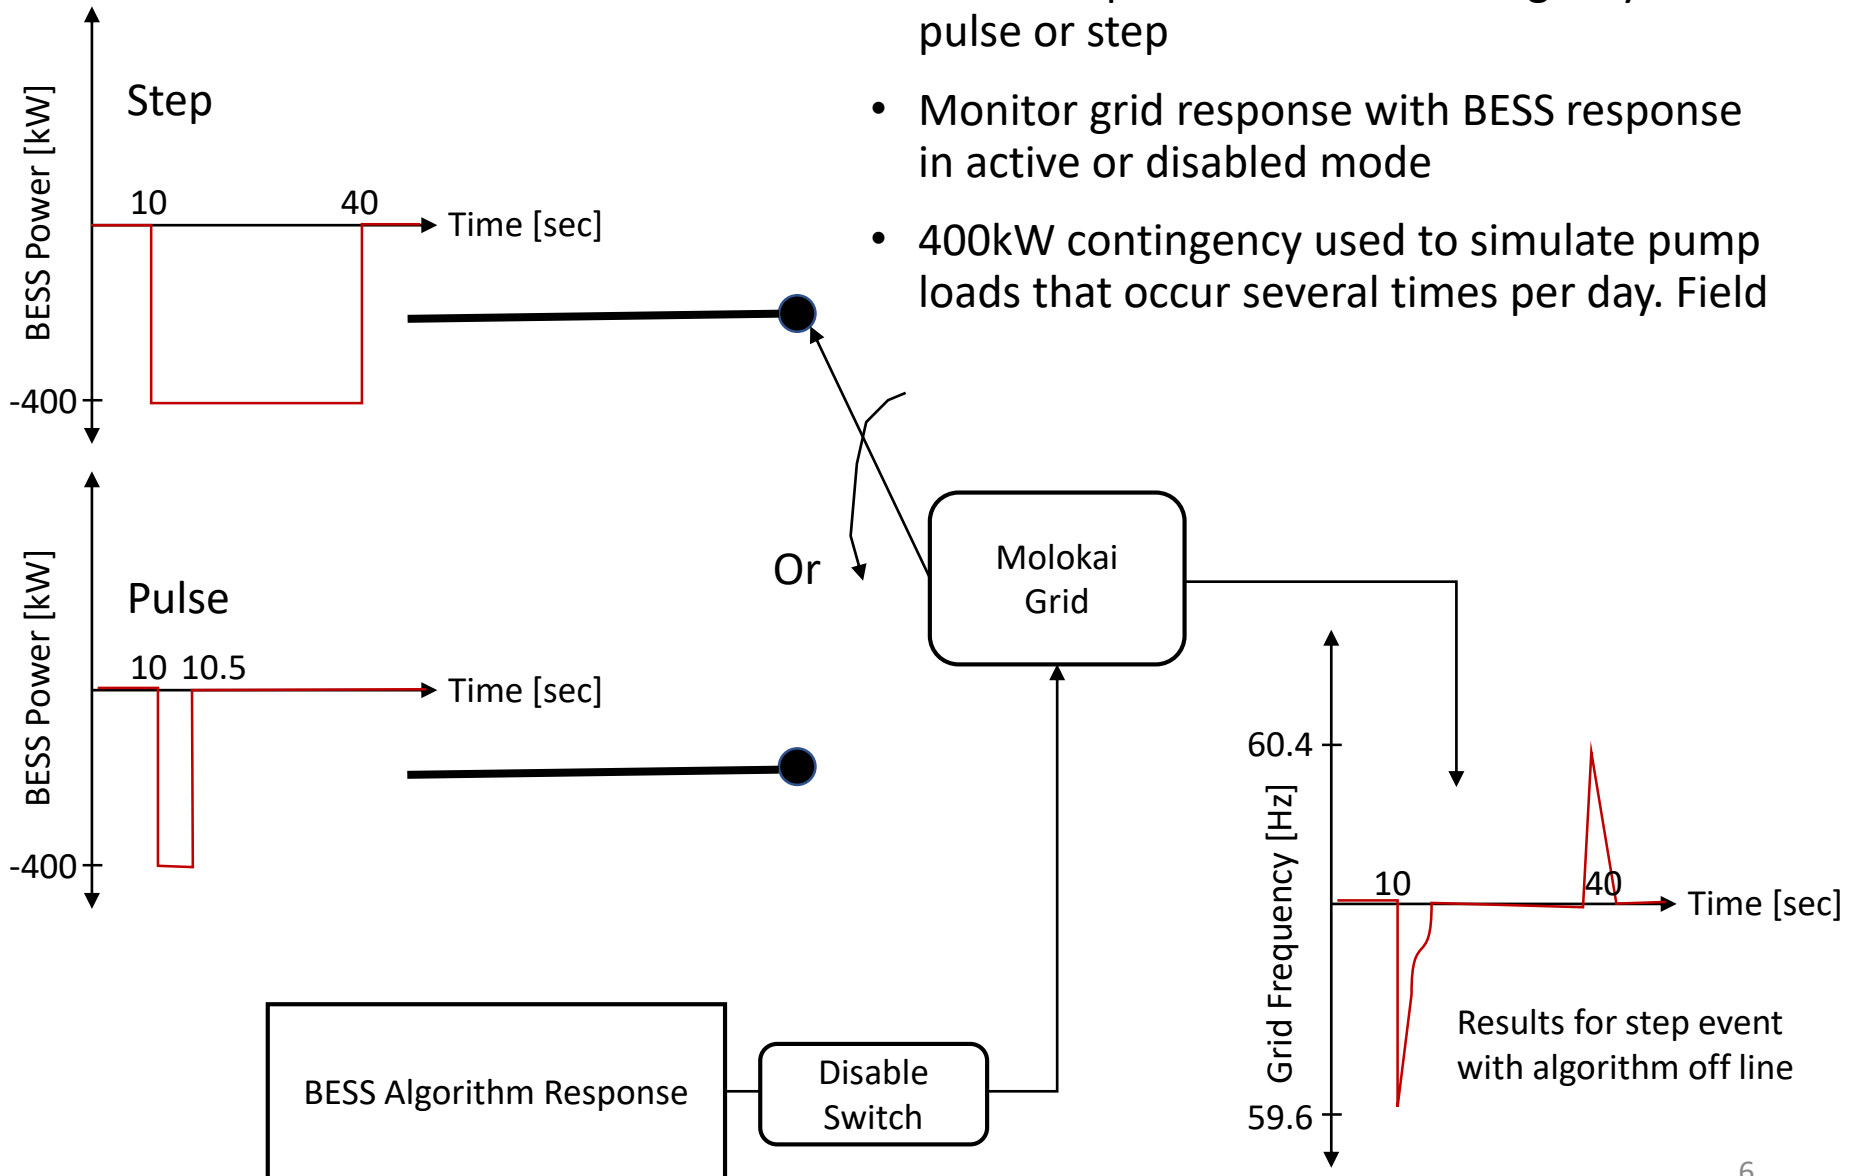 pulse or step
• Monitor grid response with BESS response
in active or disabled mode
• 400kW contingency used to simulate pump
loads that occur several times per day. Field
Step
BESS Power [kW]
10
40
Time [sec]
-400
Pulse
BESS Power [kW]
10 10.5
Time [sec]
-400
Or
Molokai
Grid
60.4
Grid Frequency [Hz]
10
40
Time [sec]
59.6
Results for step event
with algorithm off line
BESS Algorithm Response
Disable
Switch
6